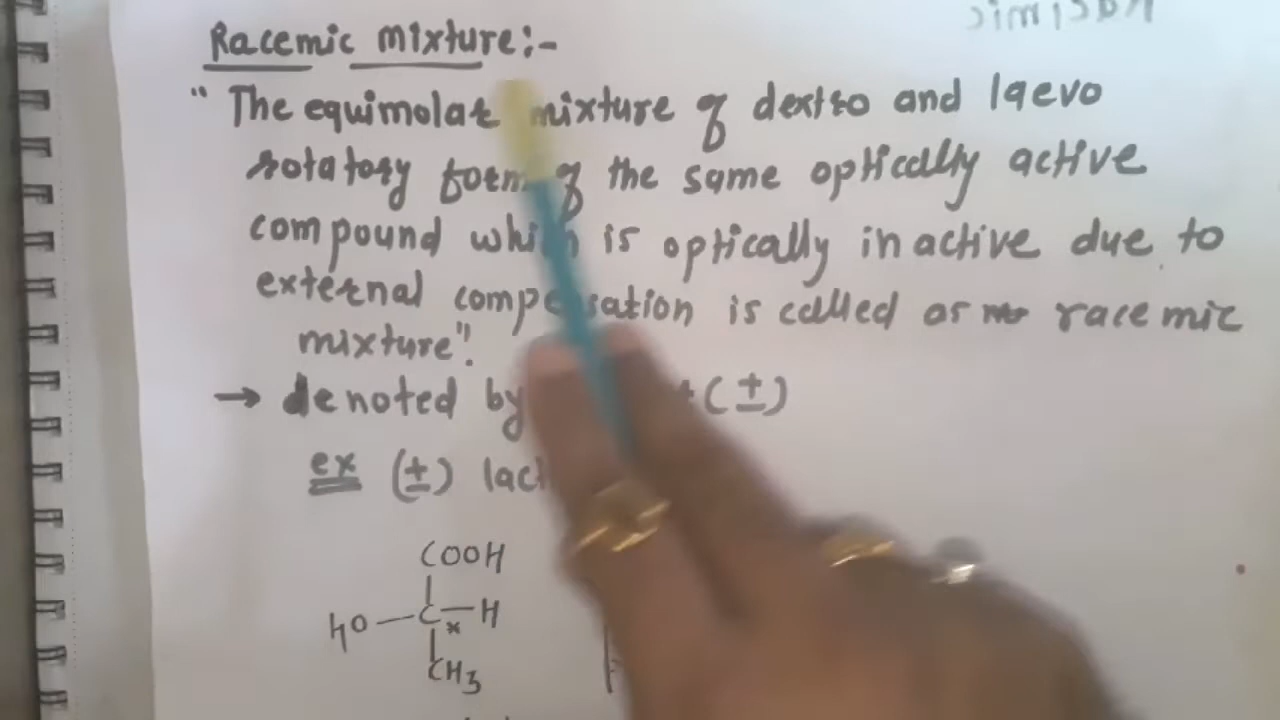 Racemic mixture:-
"The equimolar mixture of dextro and laevo
rotatory form of the same optically active
compound which is optically inactive due to
external compensation is called as racemic
mixture".
→ denoted by (±)
ex (±)
COOH
HO—C—H
*
CH3